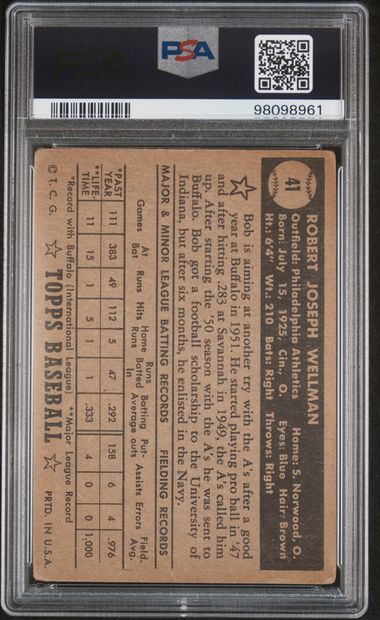 PSA
98098961
41
ROBERT JOSEPH WELLMAN
Outfield: Philadelphia Athletics Home: S. Norwood, O.
Born: July 15, 1925, Cin., O. Eyes: Blue Hair: Brown
Ht.: 6'4" Wt.: 210 Bats: Right Throws: Right
Bob is aiming at another try with the A's after a good
year at Buffalo in 1951. He started playing pro ball in '47
and after hitting .283 at Savannah in 1949, the A's called him
up. After starting the '50 season with the A's he was sent to
Buffalo. Bob got a football scholarship to the University of
Indiana, but after six months, he enlisted in the Navy.
MAJOR & MINOR LEAGUE BATTING RECORDS FIELDING RECORDS
Games At Bat Runs Hits Home Runs Runs Batted In Batting Average Put-outs Assists Errors Field. Avg.
*PAST YEAR 111 383 49 112 5 47 .292 158 6 4 .976
**LIFE-TIME 11 15 1 5 1 1 .333 4 0 0 1.000
*Record with Buffalo (International League) **Major League Record
© T. C. G. TOPPS BASEBALL PRTD. IN U.S.A.